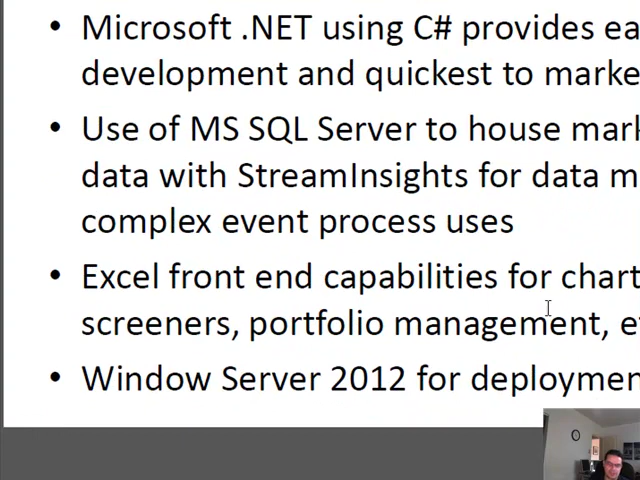 • Microsoft .NET using C# provides ea
development and quickest to marke
• Use of MS SQL Server to house mark
data with StreamInsights for data m
complex event process uses
• Excel front end capabilities for chart
screeners, portfolio management, e
• Window Server 2012 for deploymen